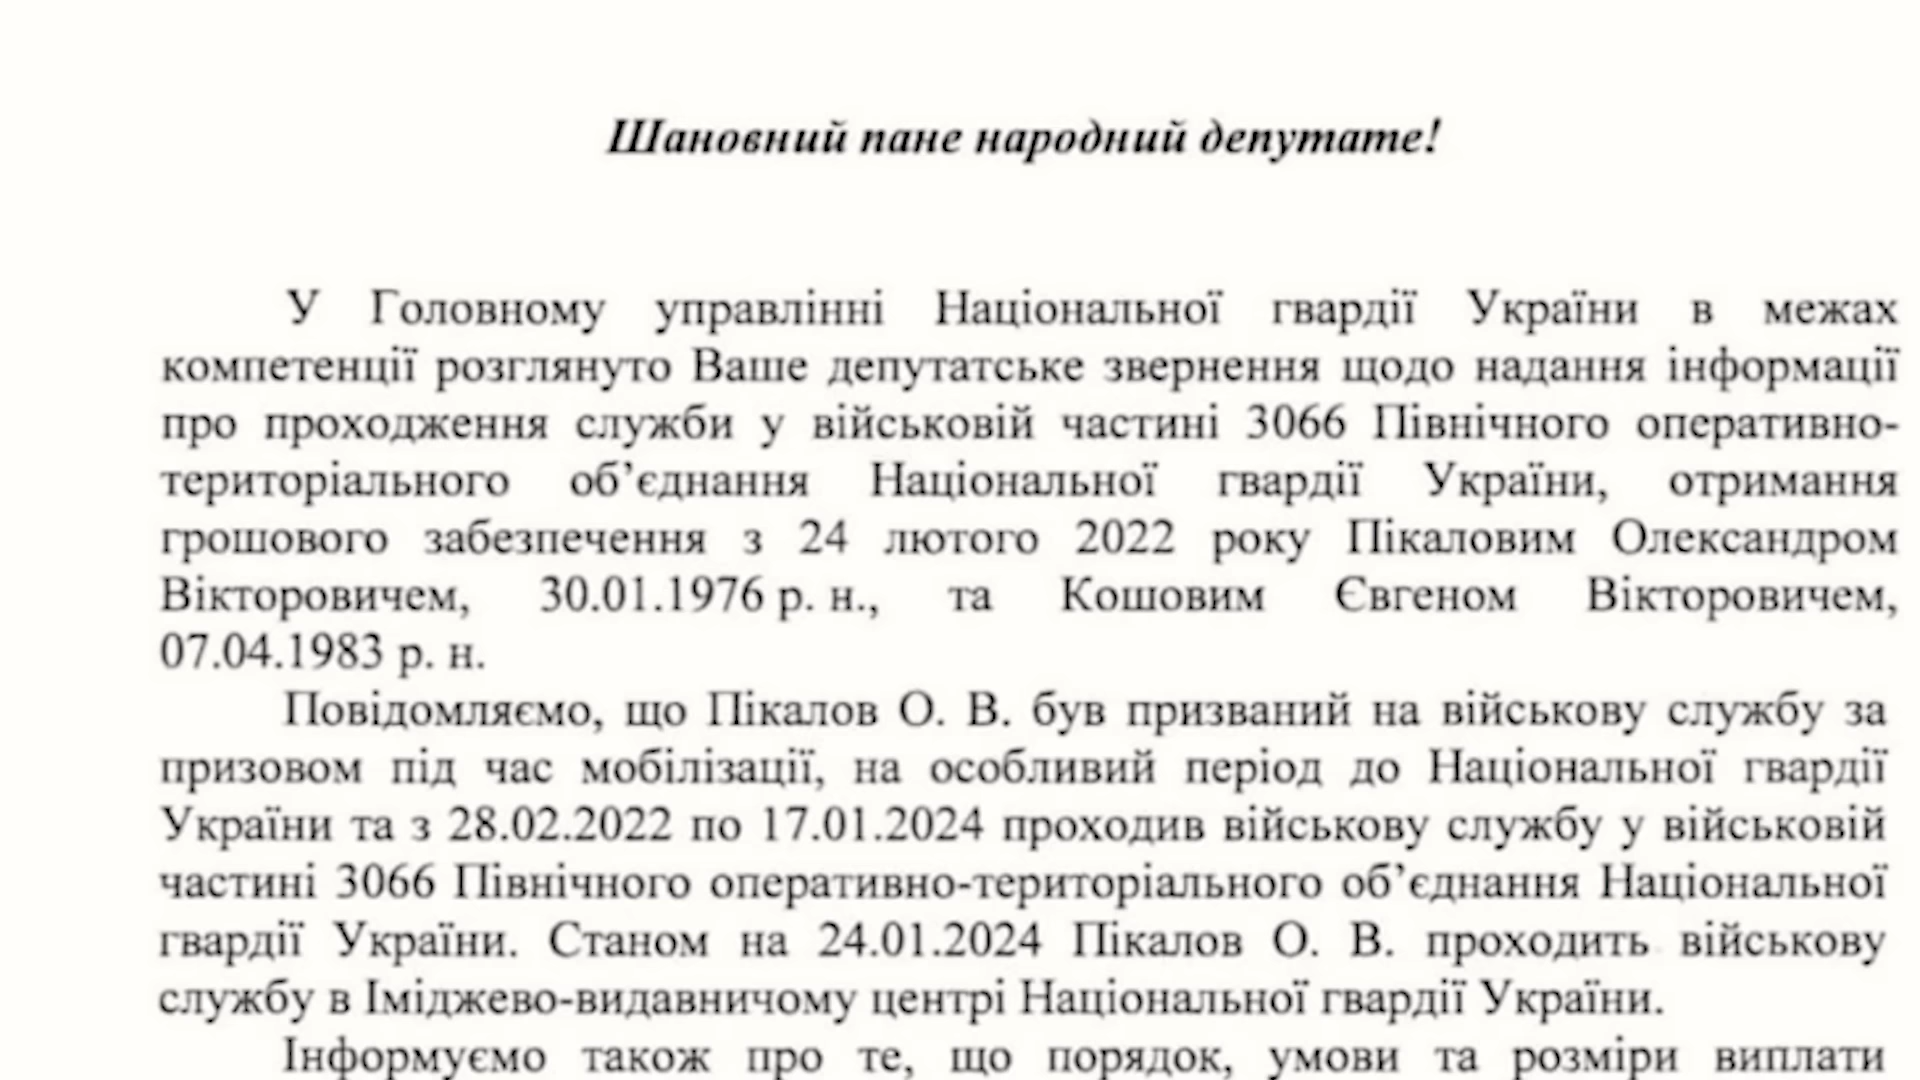 Шановний пане народний депутате!
У Головному управлінні Національної гвардії України в межах
компетенції розглянуто Ваше депутатське звернення щодо надання інформації
про проходження служби у військовій частині 3066 Північного оперативно-
територіального об’єднання Національної гвардії України, отримання
грошового забезпечення з 24 лютого 2022 року Пікаловим Олександром
Вікторовичем, 30.01.1976 р. н., та Кошовим Євгеном Вікторовичем,
07.04.1983 р. н.
Повідомляємо, що Пікалов О. В. був призваний на військову службу за
призовом під час мобілізації, на особливий період до Національної гвардії
України та з 28.02.2022 по 17.01.2024 проходив військову службу у військовій
частині 3066 Північного оперативно-територіального об’єднання Національної
гвардії України. Станом на 24.01.2024 Пікалов О. В. проходить військову
службу в Іміджево-видавничому центрі Національної гвардії України.
Інформуємо також про те, що порядок, умови та розміри виплати